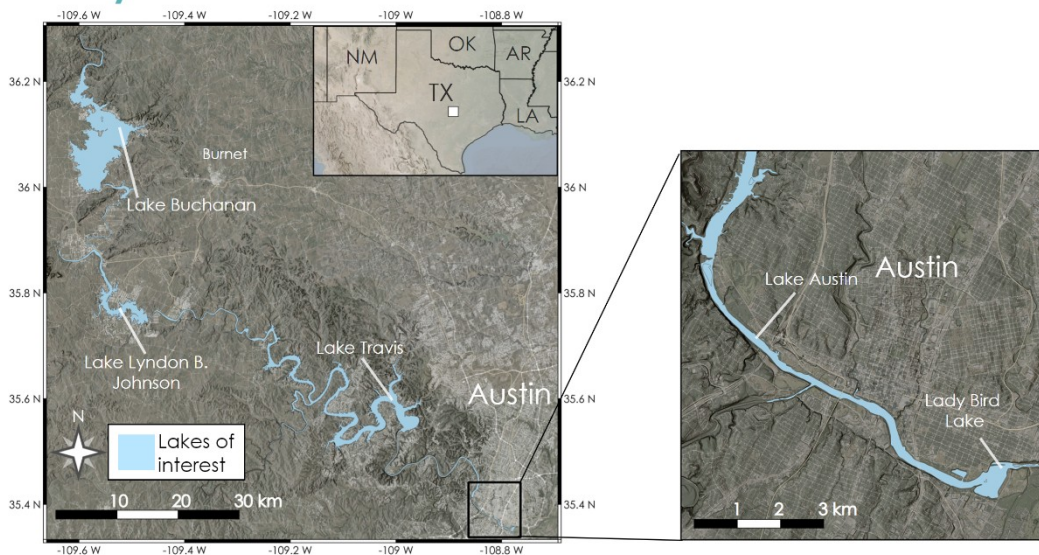 -109.6 W -109.4 W -109.2 W -109 W -108.8 W
36.2 N
36 N
35.8 N
35.6 N
35.4 N
NM
OK
AR
TX
LA
Burnet
Lake Buchanan
Lake Lyndon B.
Johnson
Lake Travis
Austin
N
Lakes of
interest
10 20 30 km
36.2 N
36 N
35.8 N
35.6 N
35.4 N
-109.6 W -109.4 W -109.2 W -109 W -108.8 W
Austin
Lake Austin
Lady Bird
Lake
1 2 3 km